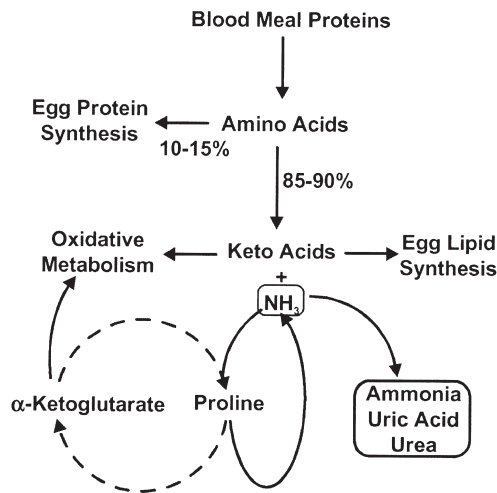 Blood Meal Proteins
Egg Protein
Synthesis
Amino Acids
10-15%
85-90%
Oxidative
Metabolism
Keto Acids
Egg Lipid
Synthesis
+
NH₃
α-Ketoglutarate
Proline
Ammonia
Uric Acid
Urea